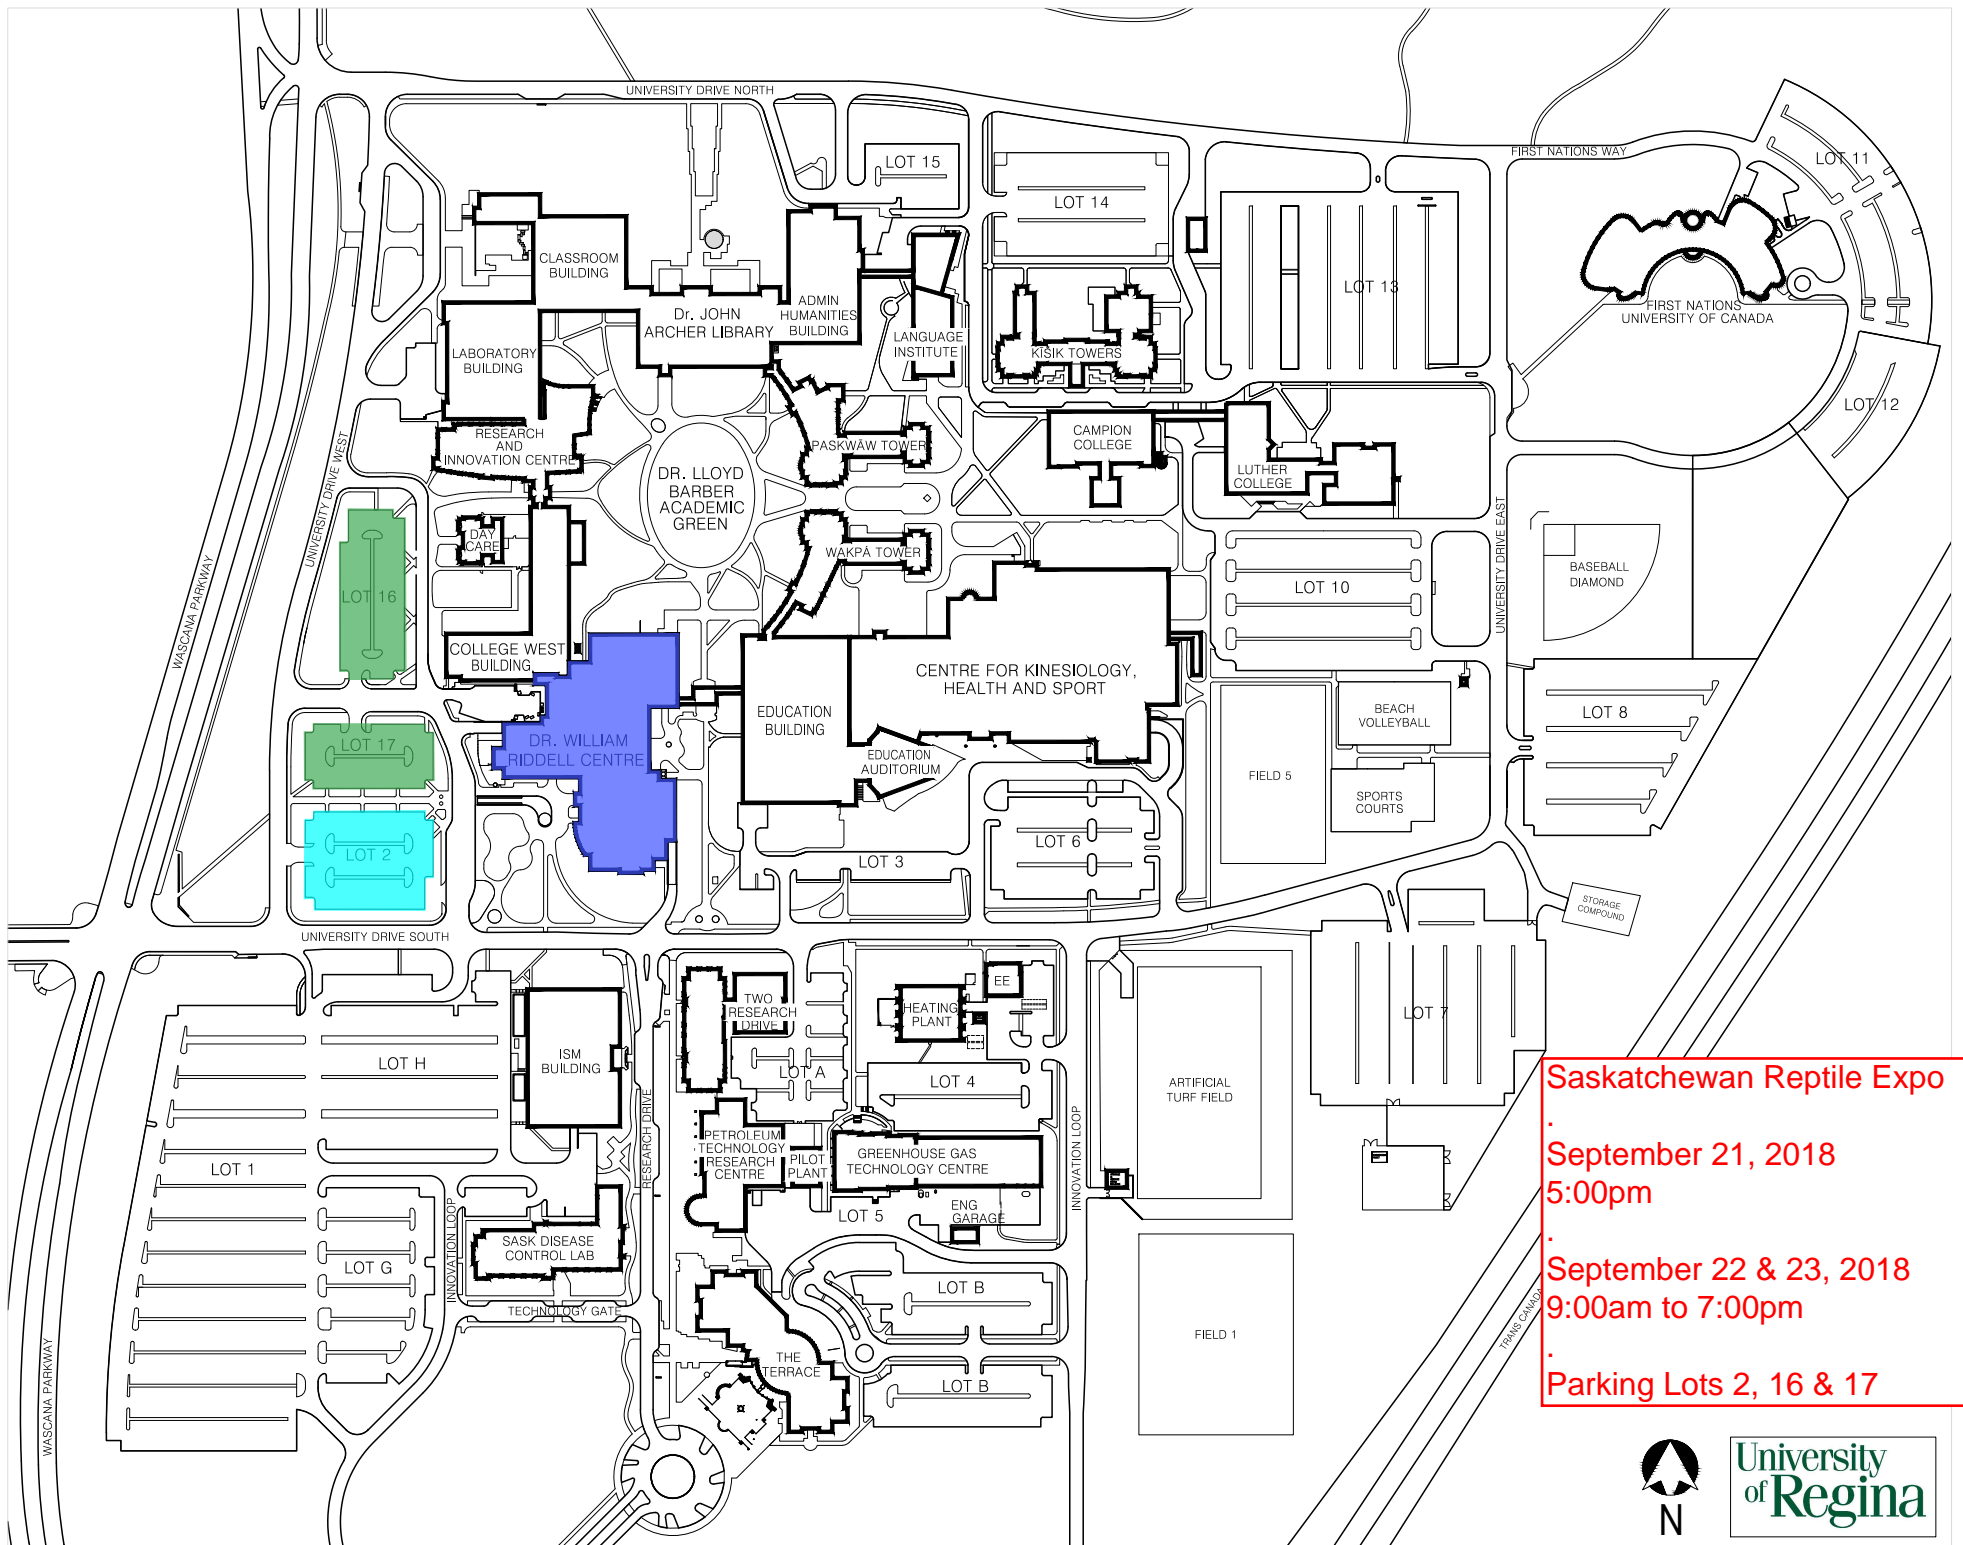 UNIVERSITY DRIVE NORTH
FIRST NATIONS WAY
LOT 15
LOT 11
LOT 14
CLASSROOM
BUILDING
LOT 13
ADMIN
HUMANITIES
BUILDING
Dr. JOHN
ARCHER LIBRARY
FIRST NATIONS
UNIVERSITY OF CANADA
LANGUAGE
INSTITUTE
KĪSIK TOWERS
LABORATORY
BUILDING
LOT 12
RESEARCH
AND
INNOVATION CENTRE
PASKWĀW TOWER
CAMPION
COLLEGE
LUTHER
COLLEGE
DR. LLOYD
BARBER
ACADEMIC
GREEN
UNIVERSITY DRIVE WEST
UNIVERSITY DRIVE EAST
DAY
CARE
WAKPĀ TOWER
BASEBALL
DIAMOND
WASCANA PARKWAY
LOT 16
LOT 10
COLLEGE WEST
BUILDING
CENTRE FOR KINESIOLOGY,
HEALTH AND SPORT
EDUCATION
BUILDING
BEACH
VOLLEYBALL
LOT 8
LOT 17
DR. WILLIAM
RIDDELL CENTRE
EDUCATION
AUDITORIUM
FIELD 5
SPORTS
COURTS
LOT 2
LOT 3
LOT 6
STORAGE
COMPOUND
UNIVERSITY DRIVE SOUTH
TWO
RESEARCH
DRIVE
EE
HEATING
PLANT
LOT 7
LOT H
ISM
BUILDING
LOT A
LOT 4
ARTIFICIAL
TURF FIELD
RESEARCH DRIVE
INNOVATION LOOP
PETROLEUM
TECHNOLOGY
RESEARCH
CENTRE
PILOT
PLANT
GREENHOUSE GAS
TECHNOLOGY CENTRE
LOT 1
LOT 5
ENG
GARAGE
INNOVATION LOOP
SASK DISEASE
CONTROL LAB
LOT G
LOT B
TECHNOLOGY GATE
FIELD 1
TRANS CANADA
THE
TERRACE
LOT B
WASCANA PARKWAY
Saskatchewan Reptile Expo
.
September 21, 2018
5:00pm
.
September 22 & 23, 2018
9:00am to 7:00pm
.
Parking Lots 2, 16 & 17
N
University
of Regina